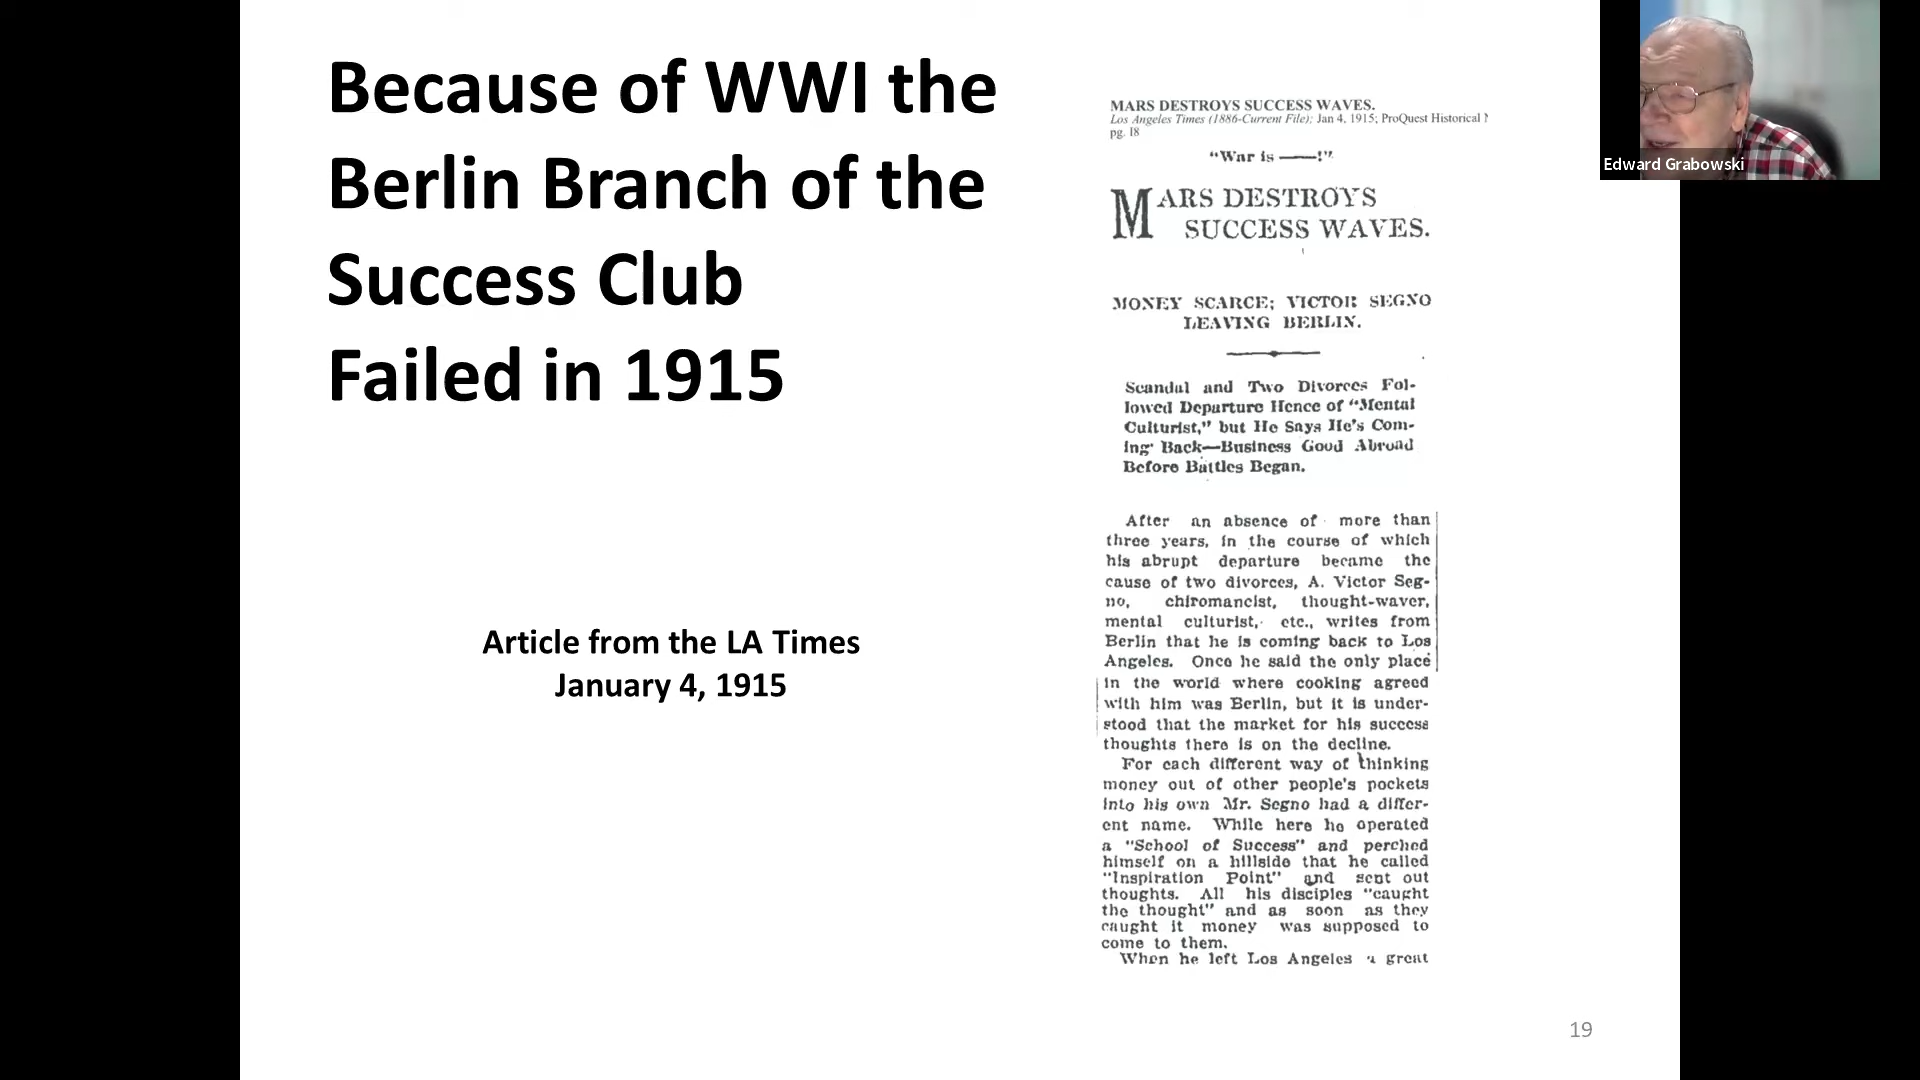 Because of WWI the
Berlin Branch of the
Success Club
Failed in 1915
Article from the LA Times
January 4, 1915
MARS DESTROYS SUCCESS WAVES.
Los Angeles Times (1886-Current File); Jan 4, 1915; ProQuest Historical
pg. I8
"War is ——!"
MARS DESTROYS
SUCCESS WAVES.
MONEY SCARCE; VICTOR SEGNO
LEAVING BERLIN.
Scandal and Two Divorces Fol-
lowed Departure Hence of "Mental
Culturist," but He Says He's Com-
ing Back—Business Good Abroad
Before Battles Began.
After an absence of more than
three years, in the course of which
his abrupt departure became the
cause of two divorces, A. Victor Seg-
no, chiromancist, thought-waver,
mental culturist, etc., writes from
Berlin that he is coming back to Los
Angeles. Once he said the only place
in the world where cooking agreed
with him was Berlin, but it is under-
stood that the market for his success
thoughts there is on the decline.
For each different way of thinking
money out of other people's pockets
into his own Mr. Segno had a differ-
ent name. While here he operated
a "School of Success" and perched
himself on a hillside that he called
"Inspiration Point" and sent out
thoughts. All his disciples "caught
the thought" and as soon as they
caught it money was supposed to
come to them.
When he left Los Angeles a great
19
Edward Grabowski